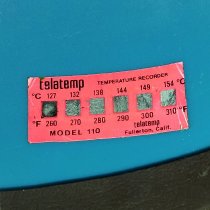 telatemp TEMPERATURE RECORDER
°C 127 132 138 144 149 154 °C
°F 260 270 280 290 300 310 °F
MODEL 110 telatemp
Fullerton, Calif.